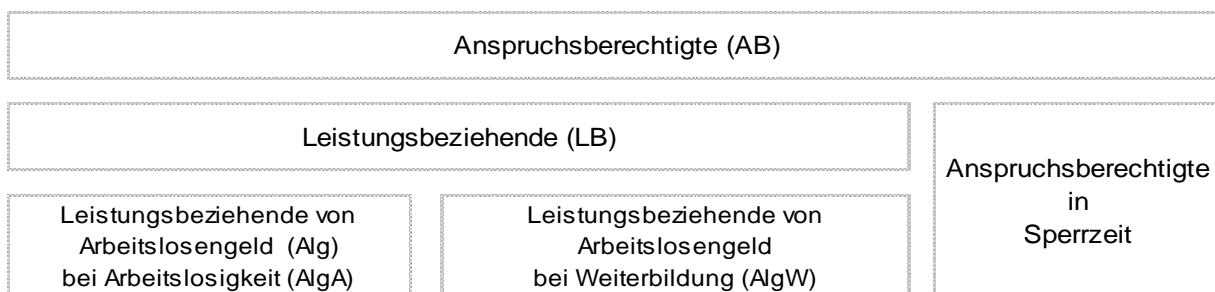 Anspruchsberechtigte (AB)
Leistungsbeziehende (LB)
Anspruchsberechtigte
in
Sperrzeit
Leistungsbeziehende von
Arbeitslosengeld (Alg)
bei Arbeitslosigkeit (AlgA)
Leistungsbeziehende von
Arbeitslosengeld
bei Weiterbildung (AlgW)